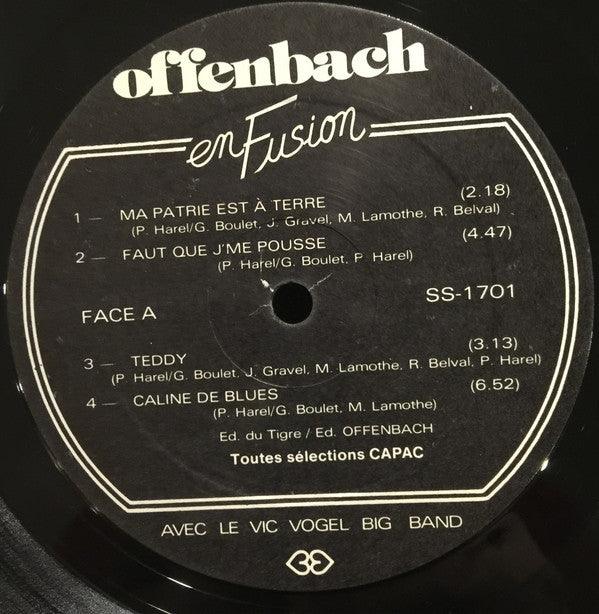 offenbach
en Fusion
1 — MA PATRIE EST À TERRE (2.18)
(P. Harel/G. Boulet, J. Gravel, M. Lamothe, R. Belval)
2 — FAUT QUE J'ME POUSSE (4.47)
(P. Harel/G. Boulet, P Harel)
FACE A SS-1701
3 — TEDDY (3.13)
(P. Harel/G. Boulet, J. Gravel, M. Lamothe, R. Belval, P. Harel)
4 — CALINE DE BLUES (6.52)
(P. Harel/G. Boulet, M. Lamothe)
Ed. du Tigre / Ed. OFFENBACH
Toutes sélections CAPAC
AVEC LE VIC VOGEL BIG BAND